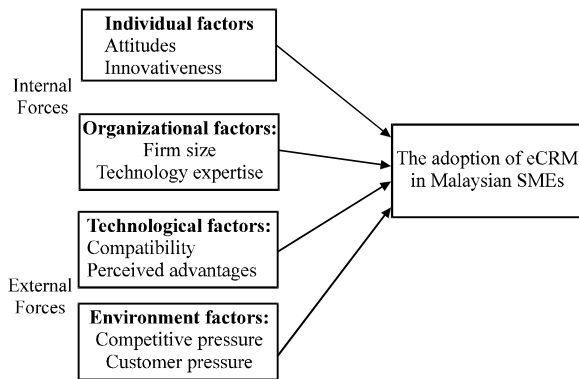 Individual factors
Attitudes
Innovativeness
Internal
Forces
Organizational factors:
Firm size
Technology expertise
The adoption of eCRM
in Malaysian SMEs
Technological factors:
Compatibility
Perceived advantages
External
Forces
Environment factors:
Competitive pressure
Customer pressure